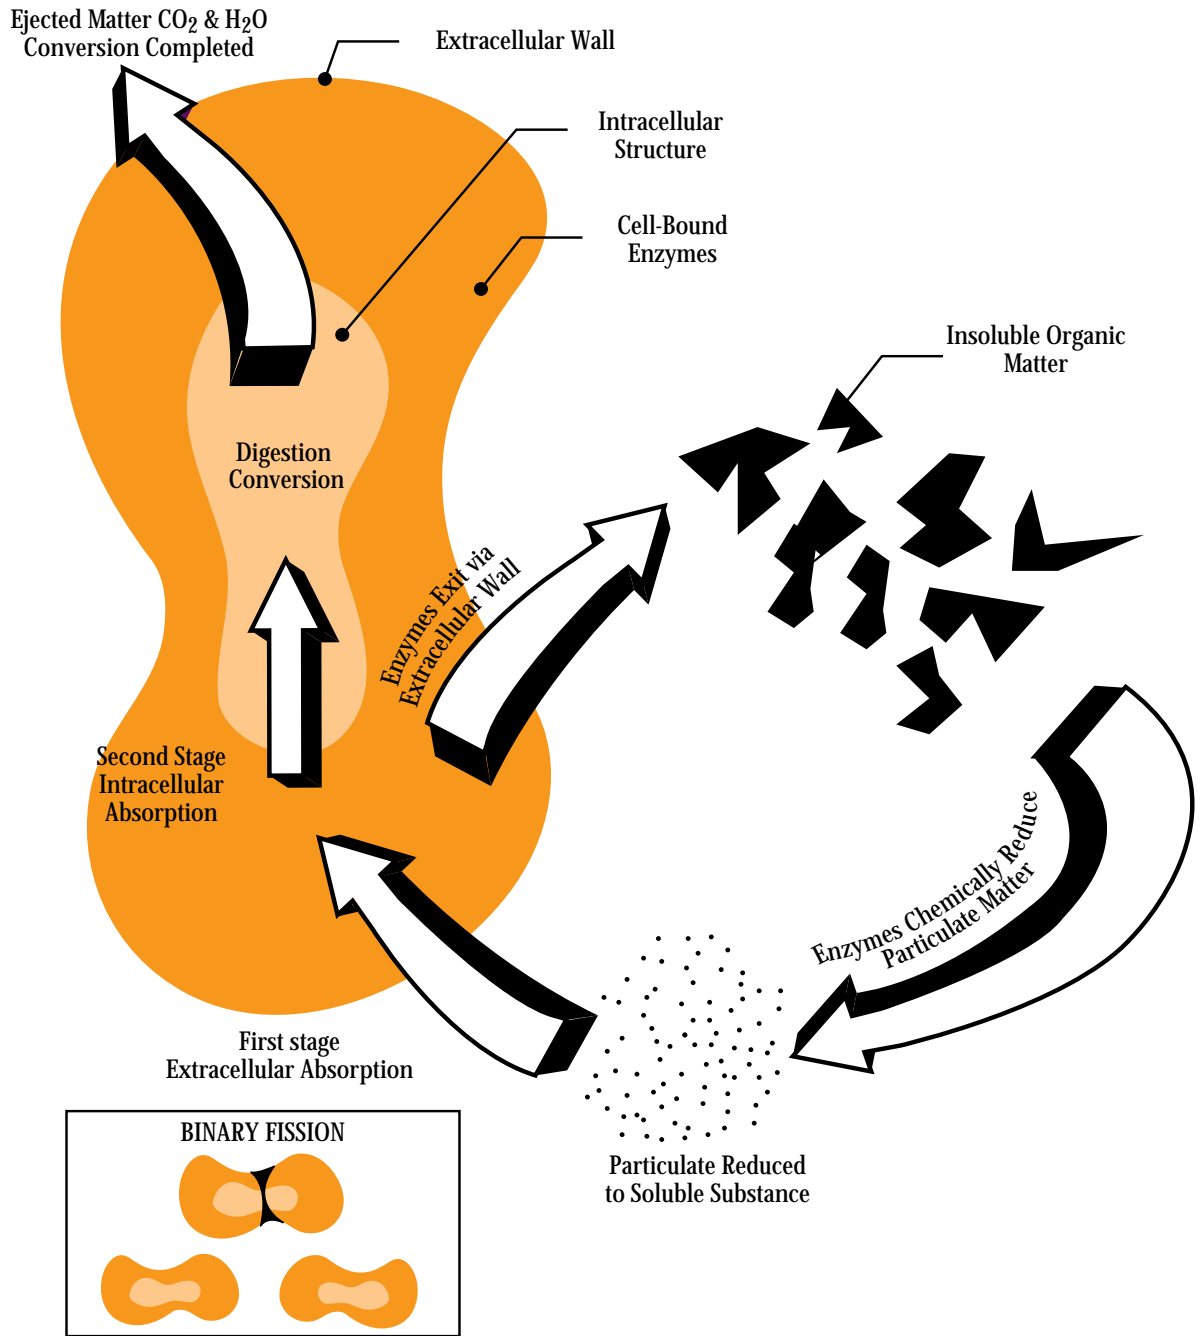 Ejected Matter CO₂ & H₂O
Conversion Completed
Extracellular Wall
Intracellular
Structure
Cell-Bound
Enzymes
Insoluble Organic
Matter
Digestion
Conversion
Enzymes Exit via
Extracellular Wall
Second Stage
Intracellular
Absorption
Enzymes Chemically Reduce
Particulate Matter
First stage
Extracellular Absorption
Particulate Reduced
to Soluble Substance
BINARY FISSION